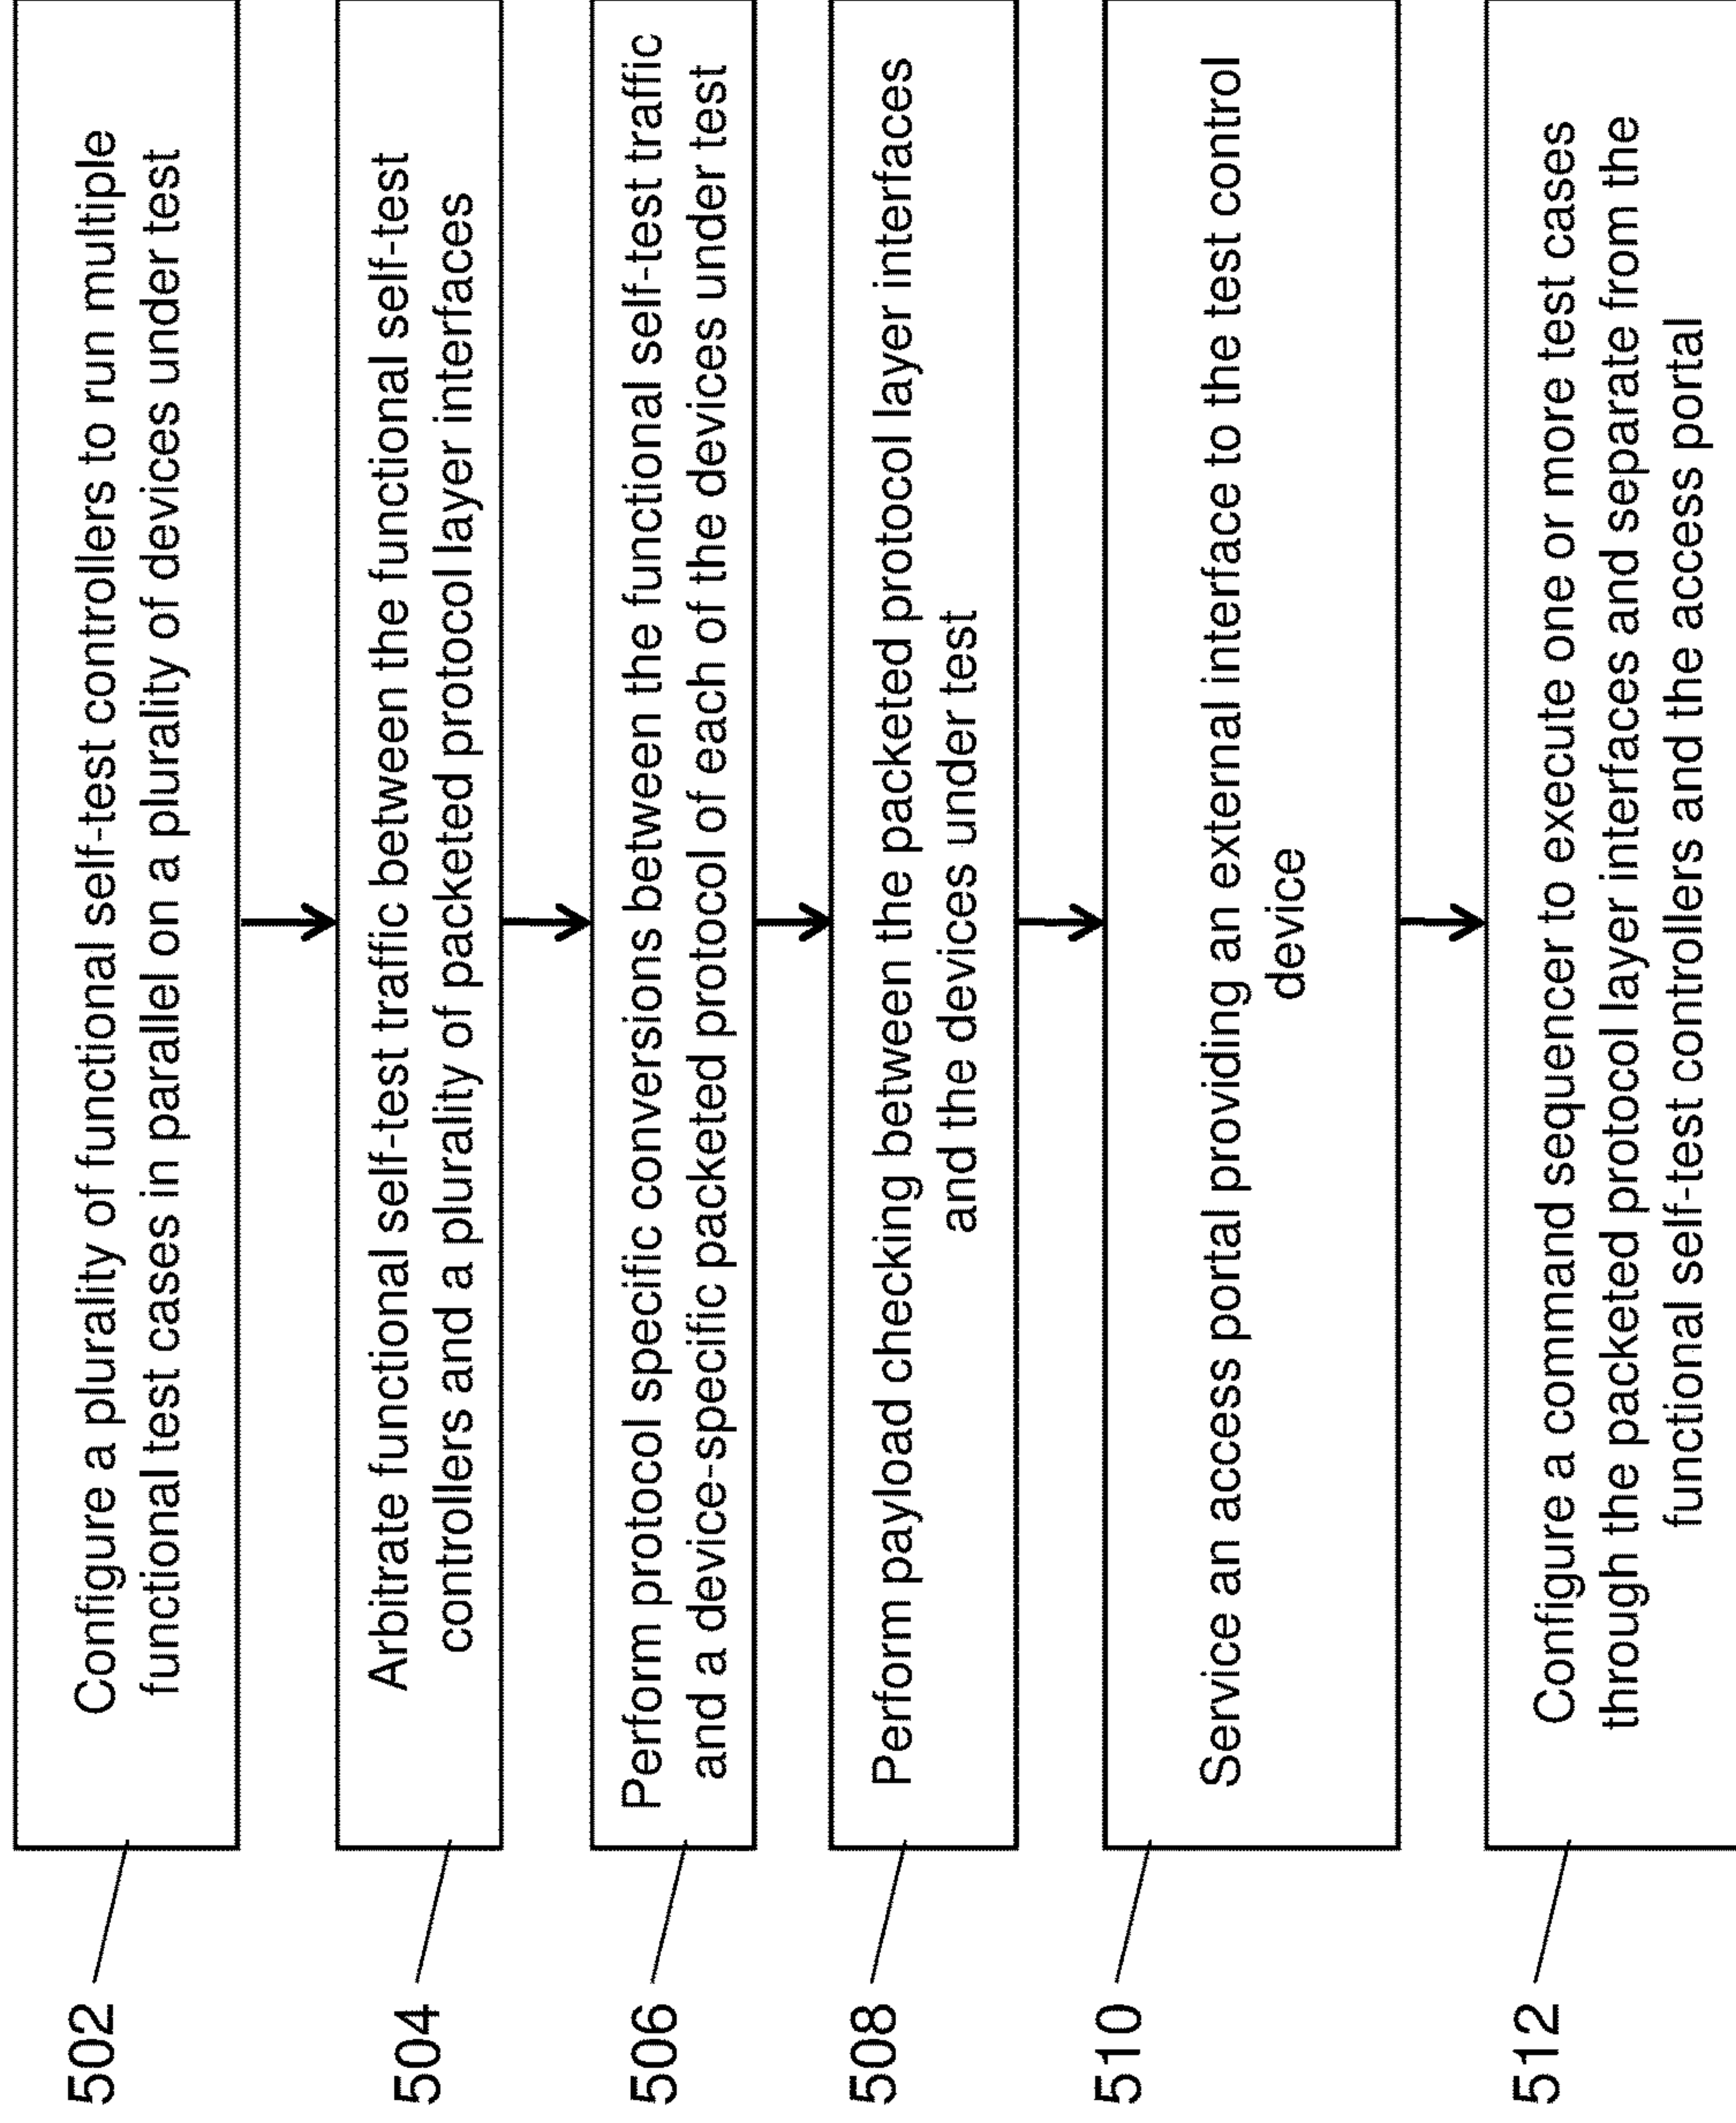 502
Configure a plurality of functional self-test controllers to run multiple
functional test cases in parallel on a plurality of devices under test
504
Arbitrate functional self-test traffic between the functional self-test
controllers and a plurality of packeted protocol layer interfaces
506
Perform protocol specific conversions between the functional self-test traffic
and a device-specific packeted protocol of each of the devices under test
508
Perform payload checking between the packeted protocol layer interfaces
and the devices under test
510
Service an access portal providing an external interface to the test control
device
512
Configure a command sequencer to execute one or more test cases
through the packeted protocol layer interfaces and separate from the
functional self-test controllers and the access portal